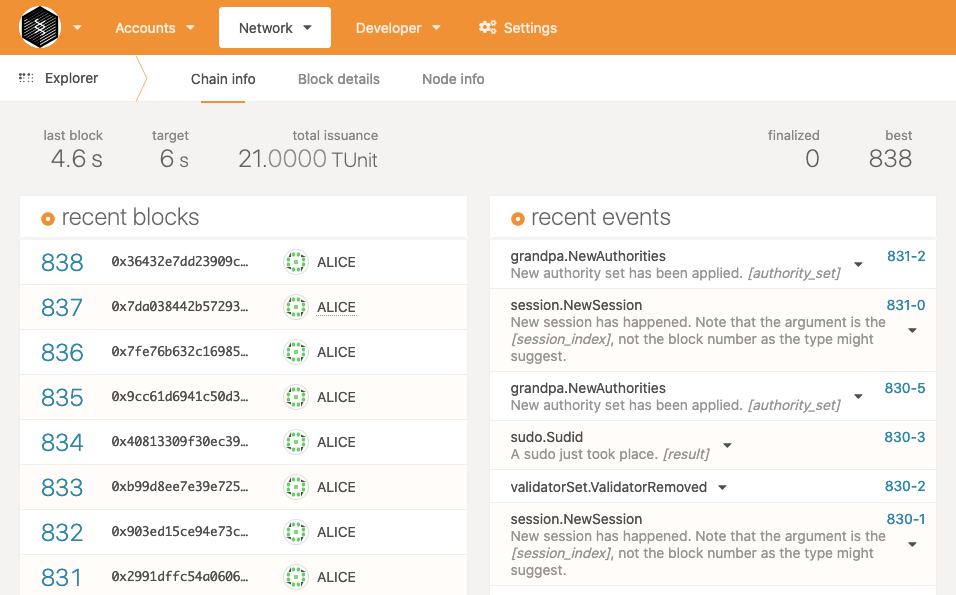 Accounts
Network
Developer
Settings
Explorer
Chain info
Block details
Node info
last block
4.6 s
target
6 s
total issuance
21.0000 TUnit
finalized
0
best
838
recent blocks
838 0x36432e7dd23909c… ALICE
837 0x7da038442b57293… ALICE
836 0x7fe76b632c16985… ALICE
835 0x9cc61d6941c50d3… ALICE
834 0x40813309f30ec39… ALICE
833 0xb99d8ee7e39e725… ALICE
832 0x903ed15ce94e73c… ALICE
831 0x2991dffc54a0606… ALICE
recent events
grandpa.NewAuthorities 831-2
New authority set has been applied. [authority_set]
session.NewSession 831-0
New session has happened. Note that the argument is the
[session_index], not the block number as the type might
suggest.
grandpa.NewAuthorities 830-5
New authority set has been applied. [authority_set]
sudo.Sudid 830-3
A sudo just took place. [result]
validatorSet.ValidatorRemoved 830-2
session.NewSession 830-1
New session has happened. Note that the argument is the
[session_index], not the block number as the type might
suggest.